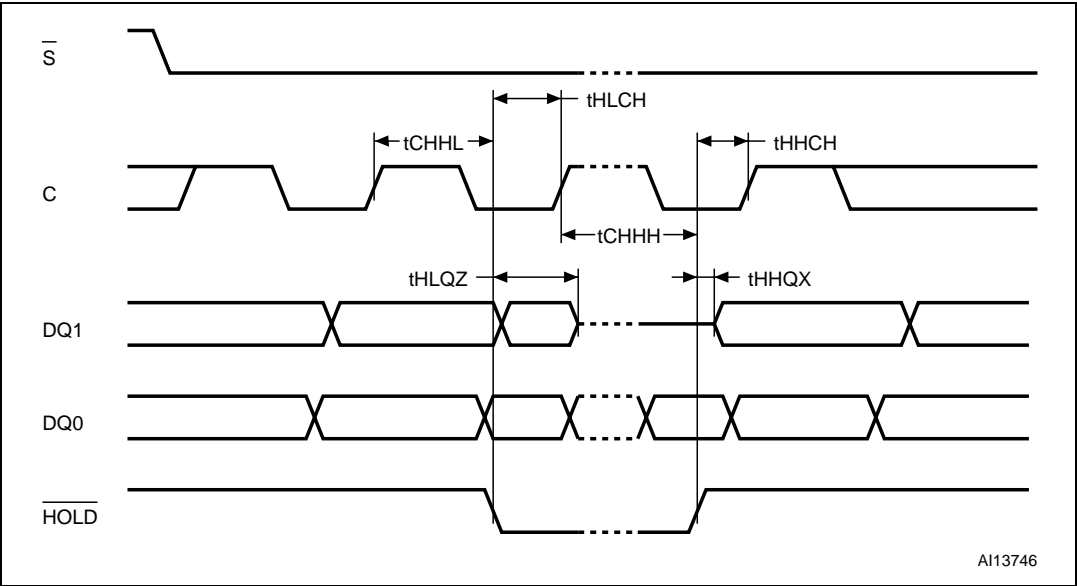 S
tHLCH
tCHHL
tHHCH
C
tCHHH
tHLQZ
tHHQX
DQ1
DQ0
HOLD
AI13746